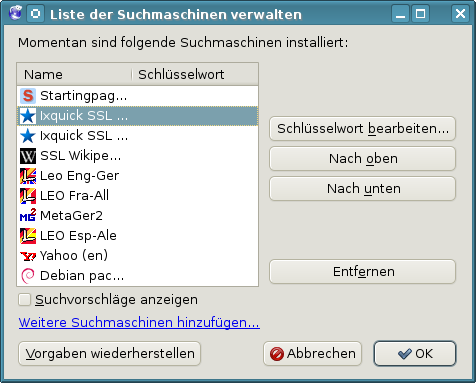 Liste der Suchmaschinen verwalten
Momentan sind folgende Suchmaschinen installiert:
Name Schlüsselwort
S Startingpag...
Ixquick SSL ...
Ixquick SSL ...
W SSL Wikipe...
Leo Eng-Ger
LEO Fra-All
MG2 MetaGer2
LEO Esp-Ale
Y! Yahoo (en)
Debian pac...
Schlüsselwort bearbeiten...
Nach oben
Nach unten
Entfernen
Suchvorschläge anzeigen
Weitere Suchmaschinen hinzufügen...
Vorgaben wiederherstellen
Abbrechen
OK